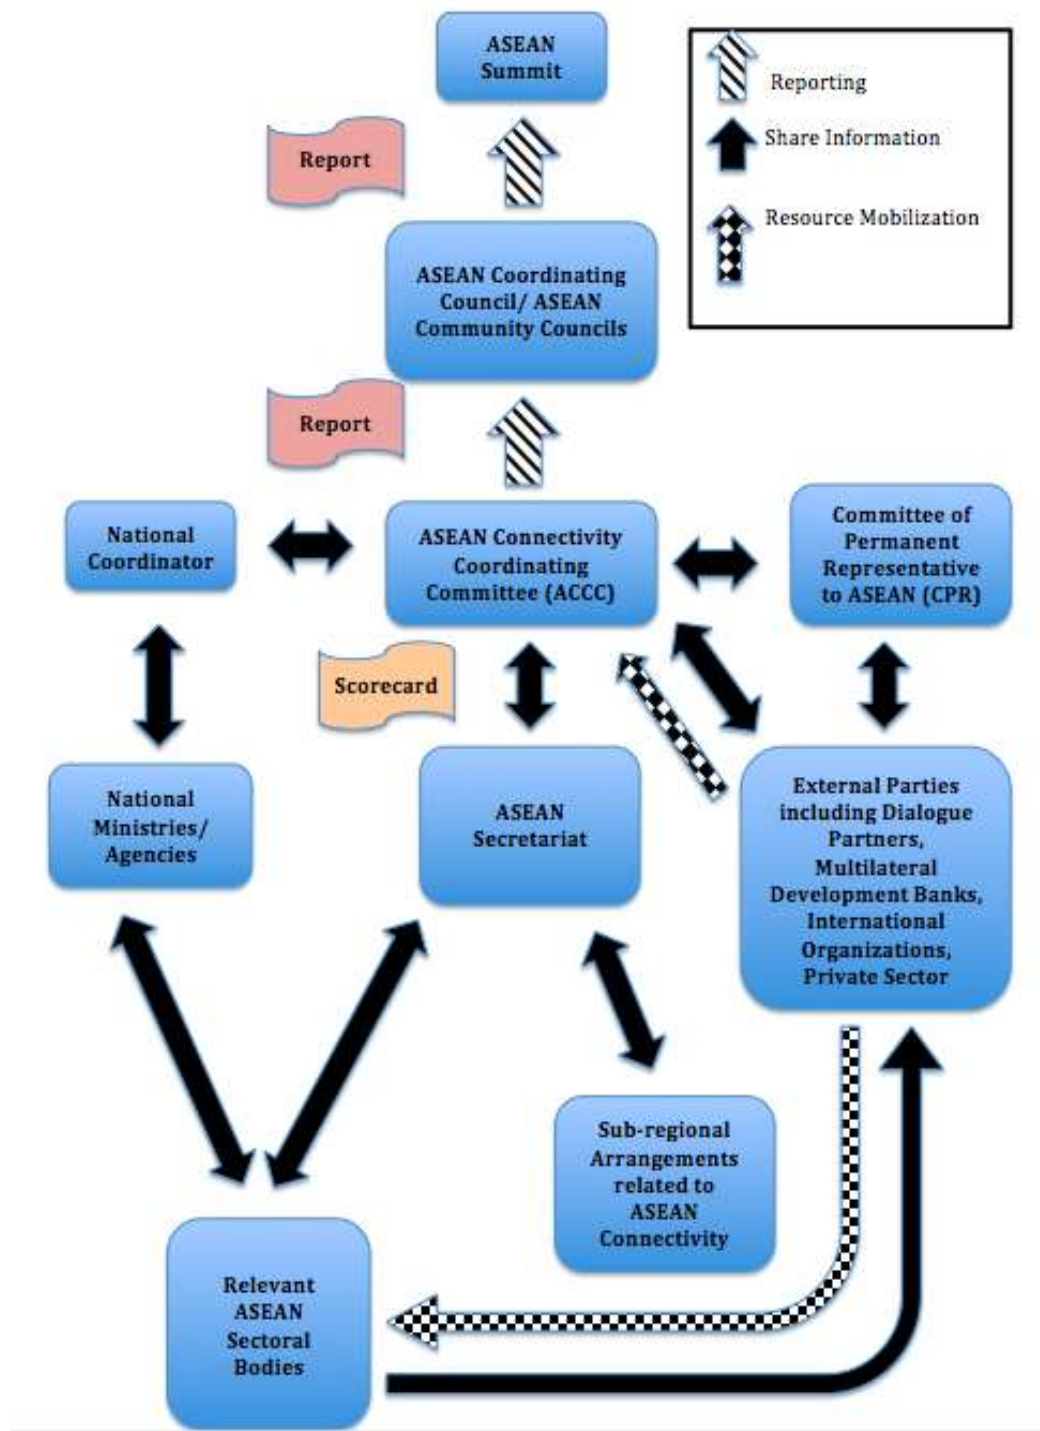 ASEAN
Summit
Reporting
Share Information
Resource Mobilization
Report
ASEAN Coordinating
Council/ ASEAN
Community Councils
Report
National
Coordinator
ASEAN Connectivity
Coordinating
Committee (ACCC)
Committee of
Permanent
Representative
to ASEAN (CPR)
Scorecard
National
Ministries/
Agencies
ASEAN
Secretariat
External Parties
including Dialogue
Partners,
Multilateral
Development Banks,
International
Organizations,
Private Sector
Sub-regional
Arrangements
related to
ASEAN
Connectivity
Relevant
ASEAN
Sectoral
Bodies